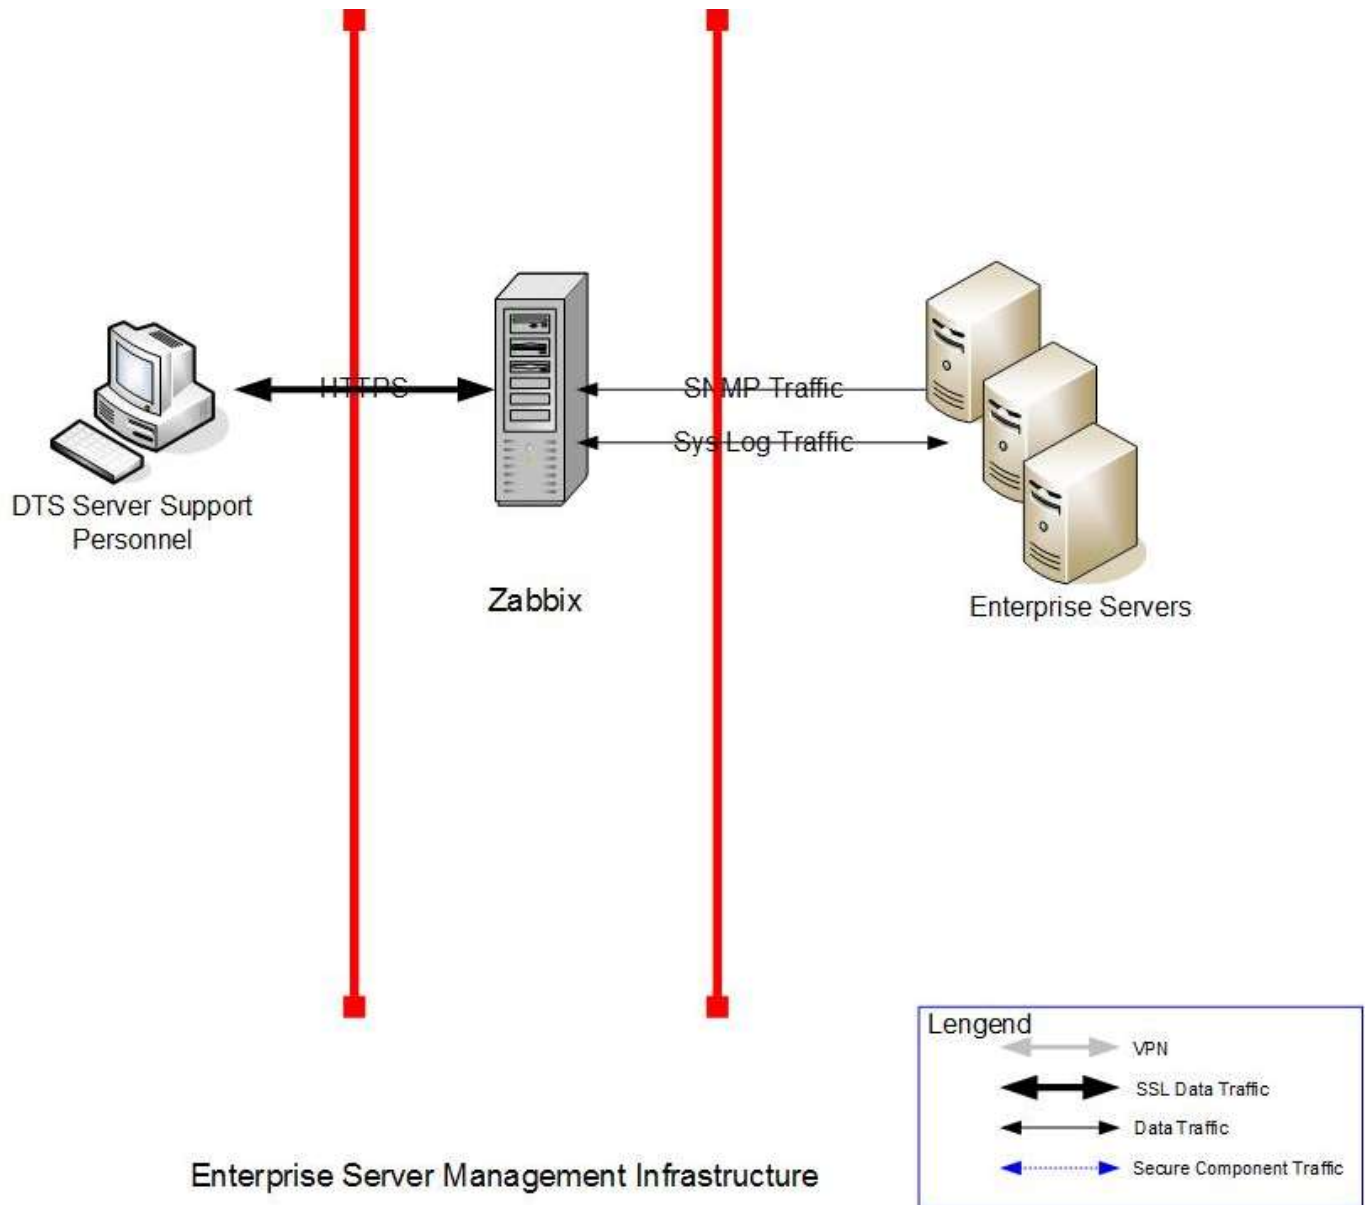 HTTPS
SNMP Traffic
Sys Log Traffic
DTS Server Support
Personnel
Zabbix
Enterprise Servers
Lengend
VPN
SSL Data Traffic
Data Traffic
Secure Component Traffic
Enterprise Server Management Infrastructure